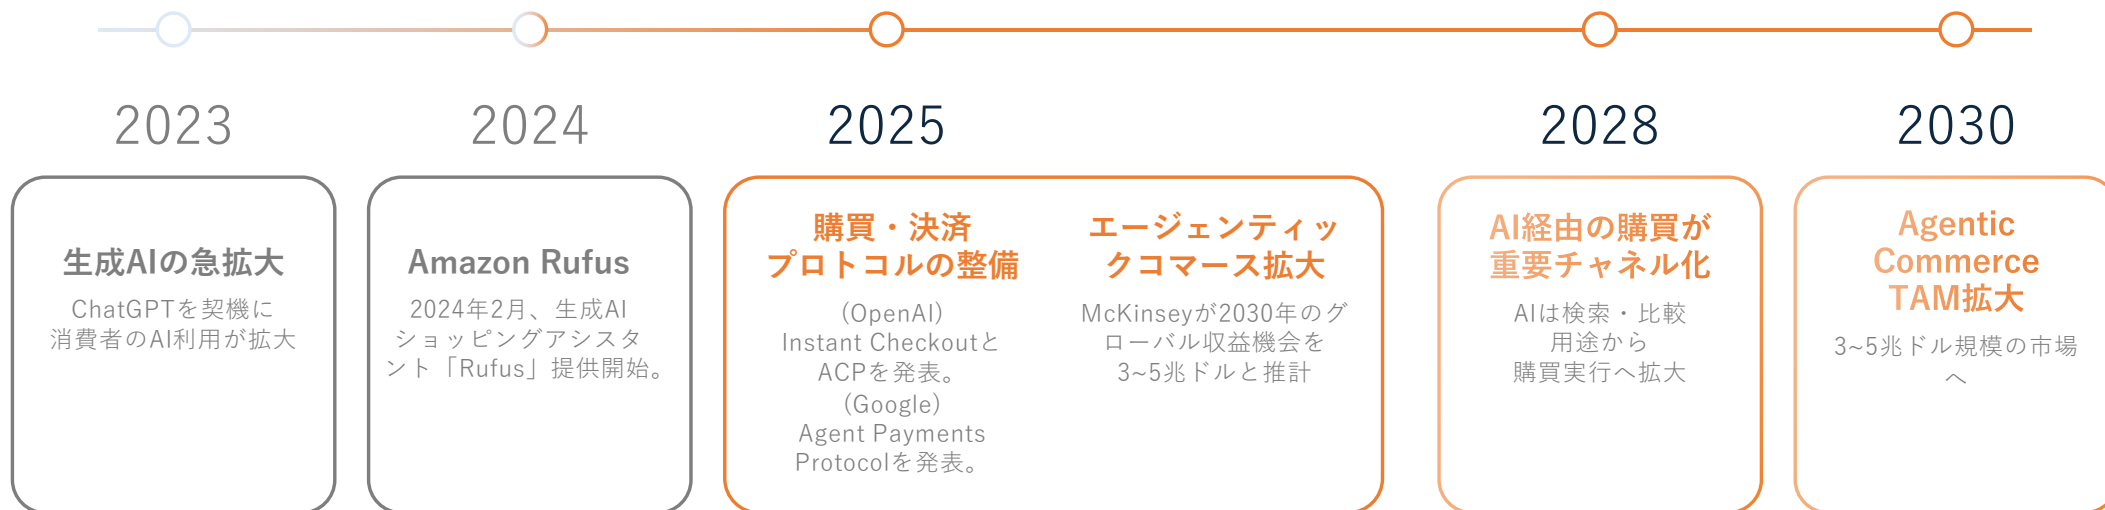 2023
2024
2025
2028
2030
生成AIの急拡大
ChatGPTを契機に
消費者のAI利用が拡大
Amazon Rufus
2024年2月、生成AI
ショッピングアシスタ
ント「Rufus」提供開始。
購買・決済
プロトコルの整備
(OpenAI)
Instant Checkoutと
ACPを発表。
(Google)
Agent Payments
Protocolを発表。
エージェンティッ
クコマース拡大
McKinseyが2030年のグ
ローバル収益機会を
3~5兆ドルと推計
AI経由の購買が
重要チャネル化
AIは検索・比較
用途から
購買実行へ拡大
Agentic
Commerce
TAM拡大
3~5兆ドル規模の市場
へ